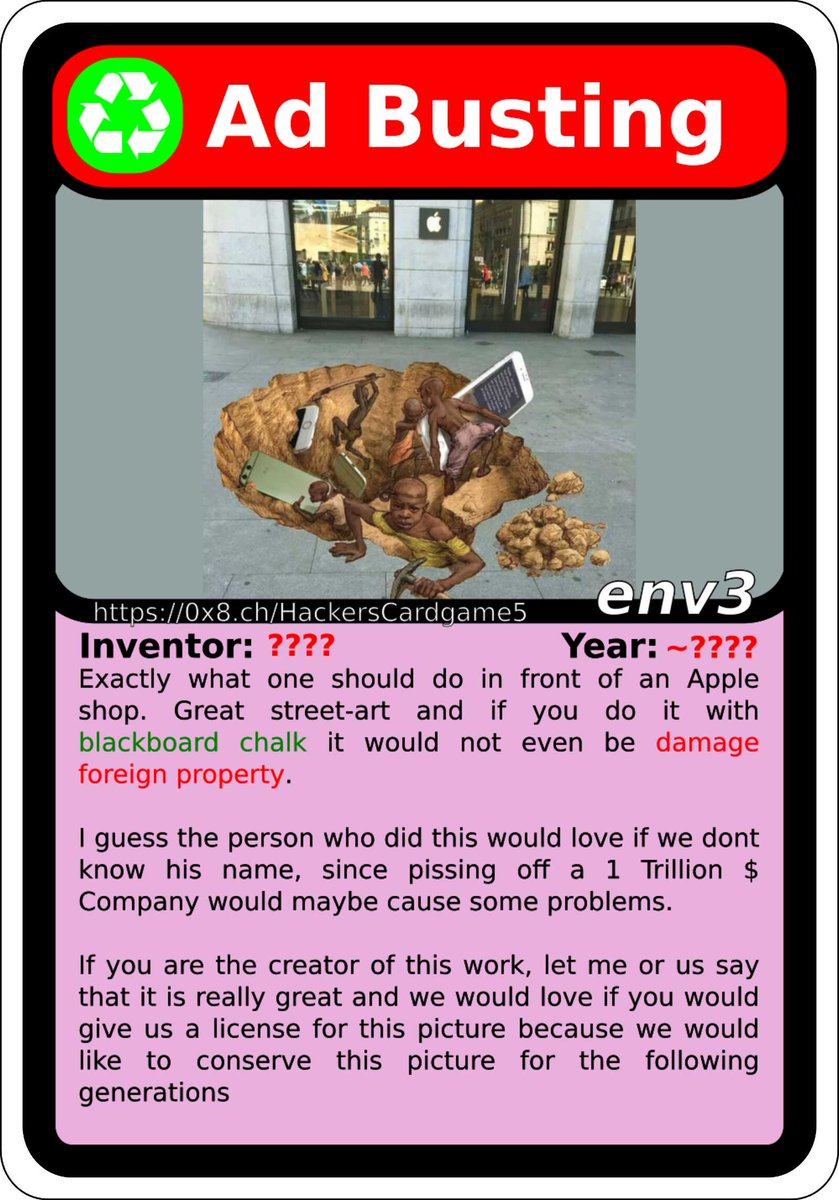 Ad Busting
https://0x8.ch/HackersCardgame5
env3
Inventor: ???? Year: ~????
Exactly what one should do in front of an Apple
shop. Great street-art and if you do it with
blackboard chalk it would not even be damage
foreign property.
I guess the person who did this would love if we dont
know his name, since pissing off a 1 Trillion $
Company would maybe cause some problems.
If you are the creator of this work, let me or us say
that it is really great and we would love if you would
give us a license for this picture because we would
like to conserve this picture for the following
generations